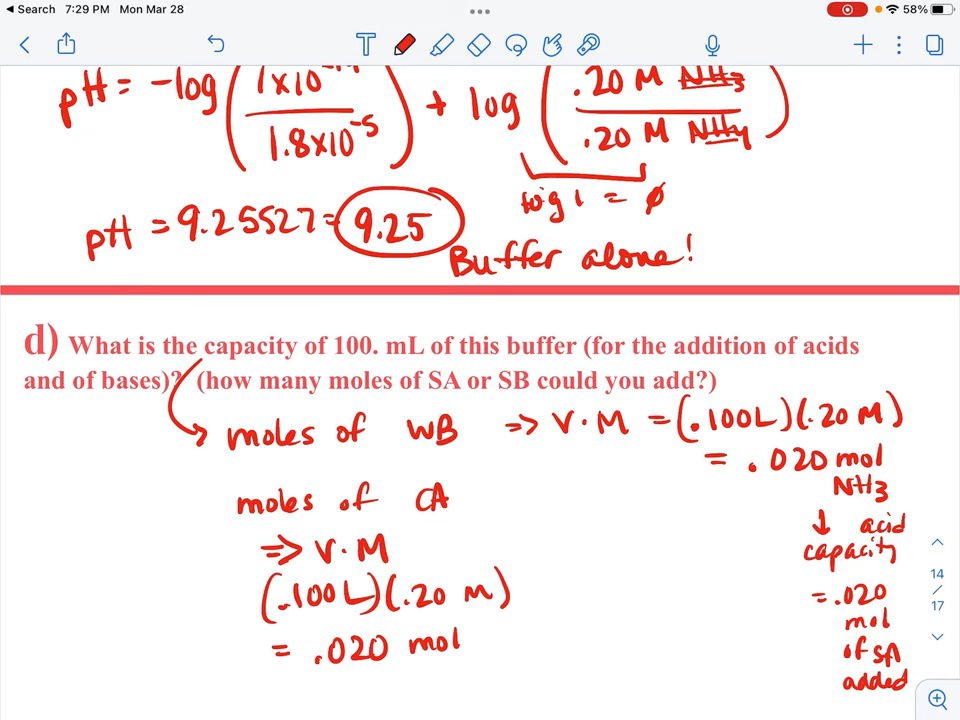 Search 7:29 PM Mon Mar 28 58%
pH = -log ( 1x10 / 1.8x10⁻⁵ ) + log ( .20 M NH3 / .20 M NH4 )
log 1 = 0
pH = 9.25527 = 9.25
Buffer alone!
d) What is the capacity of 100. mL of this buffer (for the addition of acids
and of bases)? (how many moles of SA or SB could you add?)
moles of WB => V·M = (.100L)(.20 M)
= .020 mol
NH3
↓ acid
capacity
= .020
mol
of SA
added
moles of CA
=> V·M
(.100 L)(.20 M)
= .020 mol
14
/
17